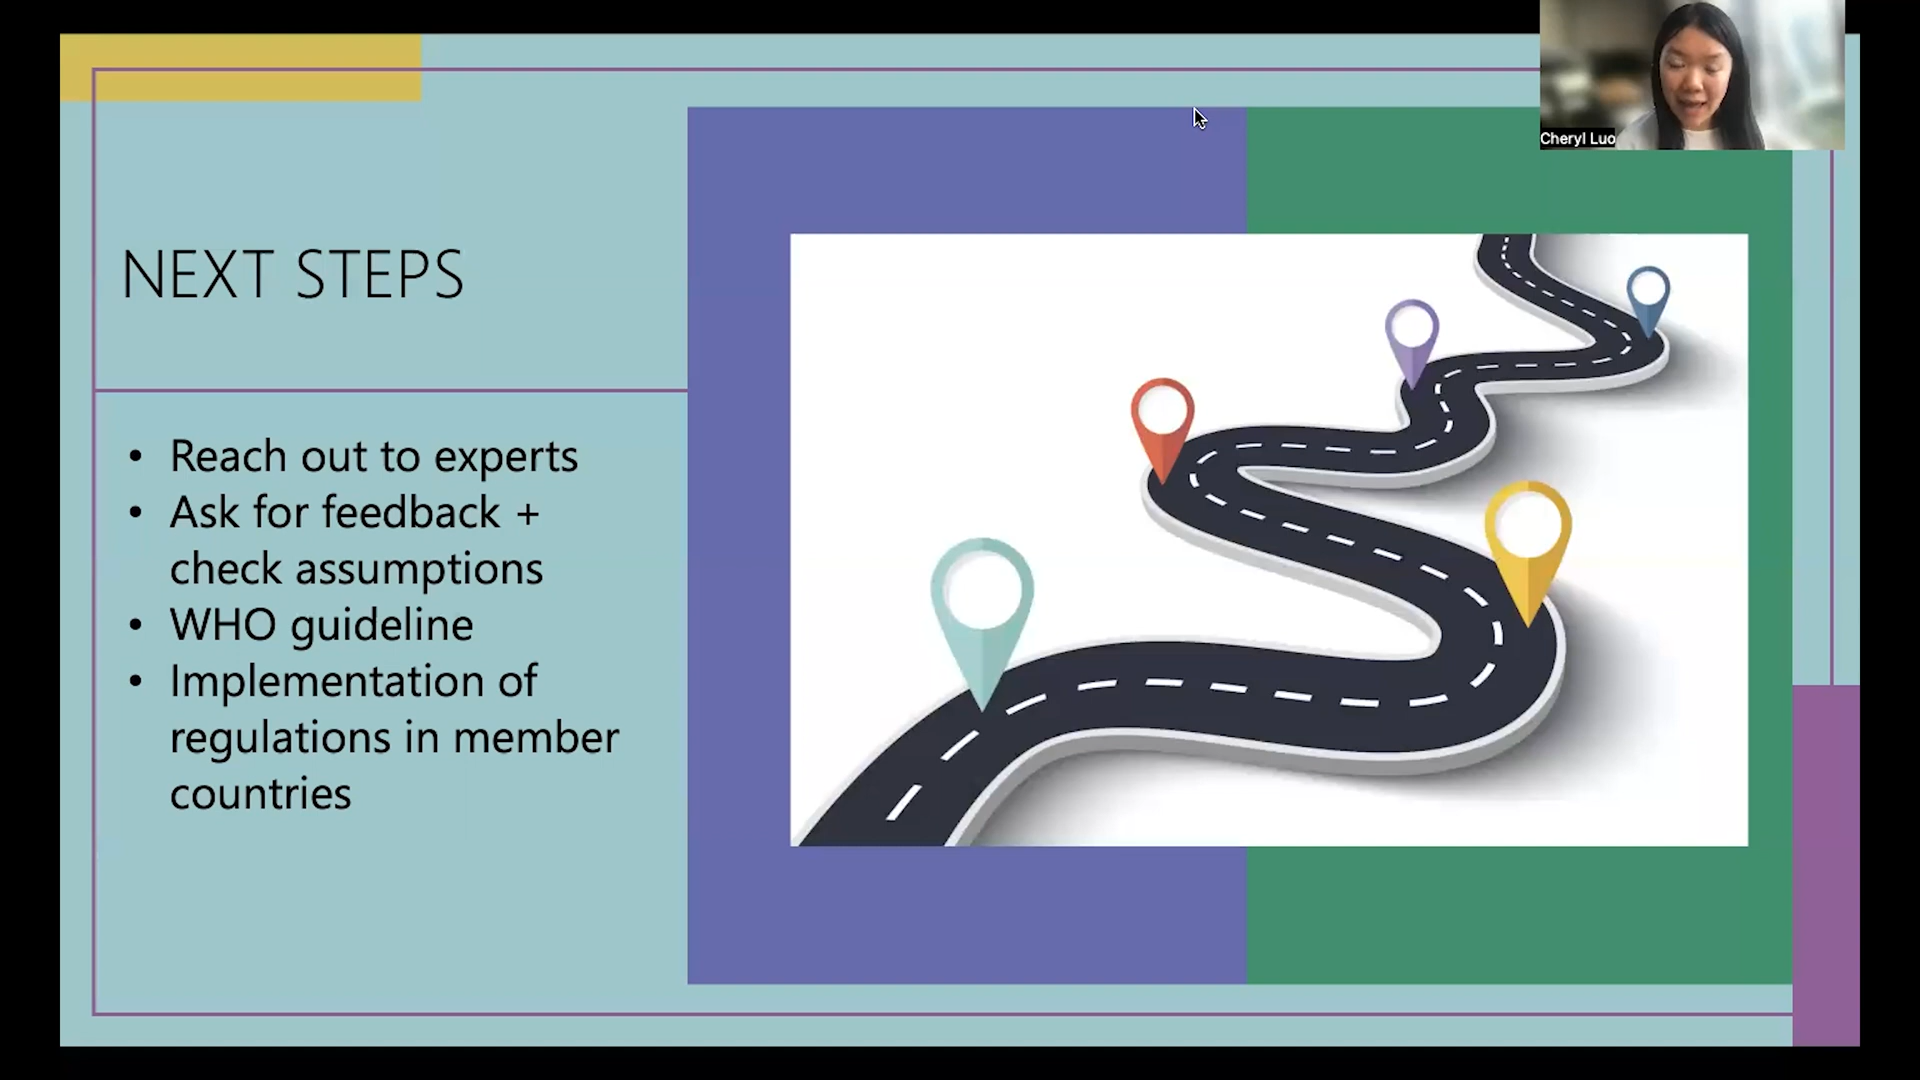 Cheryl Luo
NEXT STEPS
• Reach out to experts
• Ask for feedback +
check assumptions
• WHO guideline
• Implementation of
regulations in member
countries